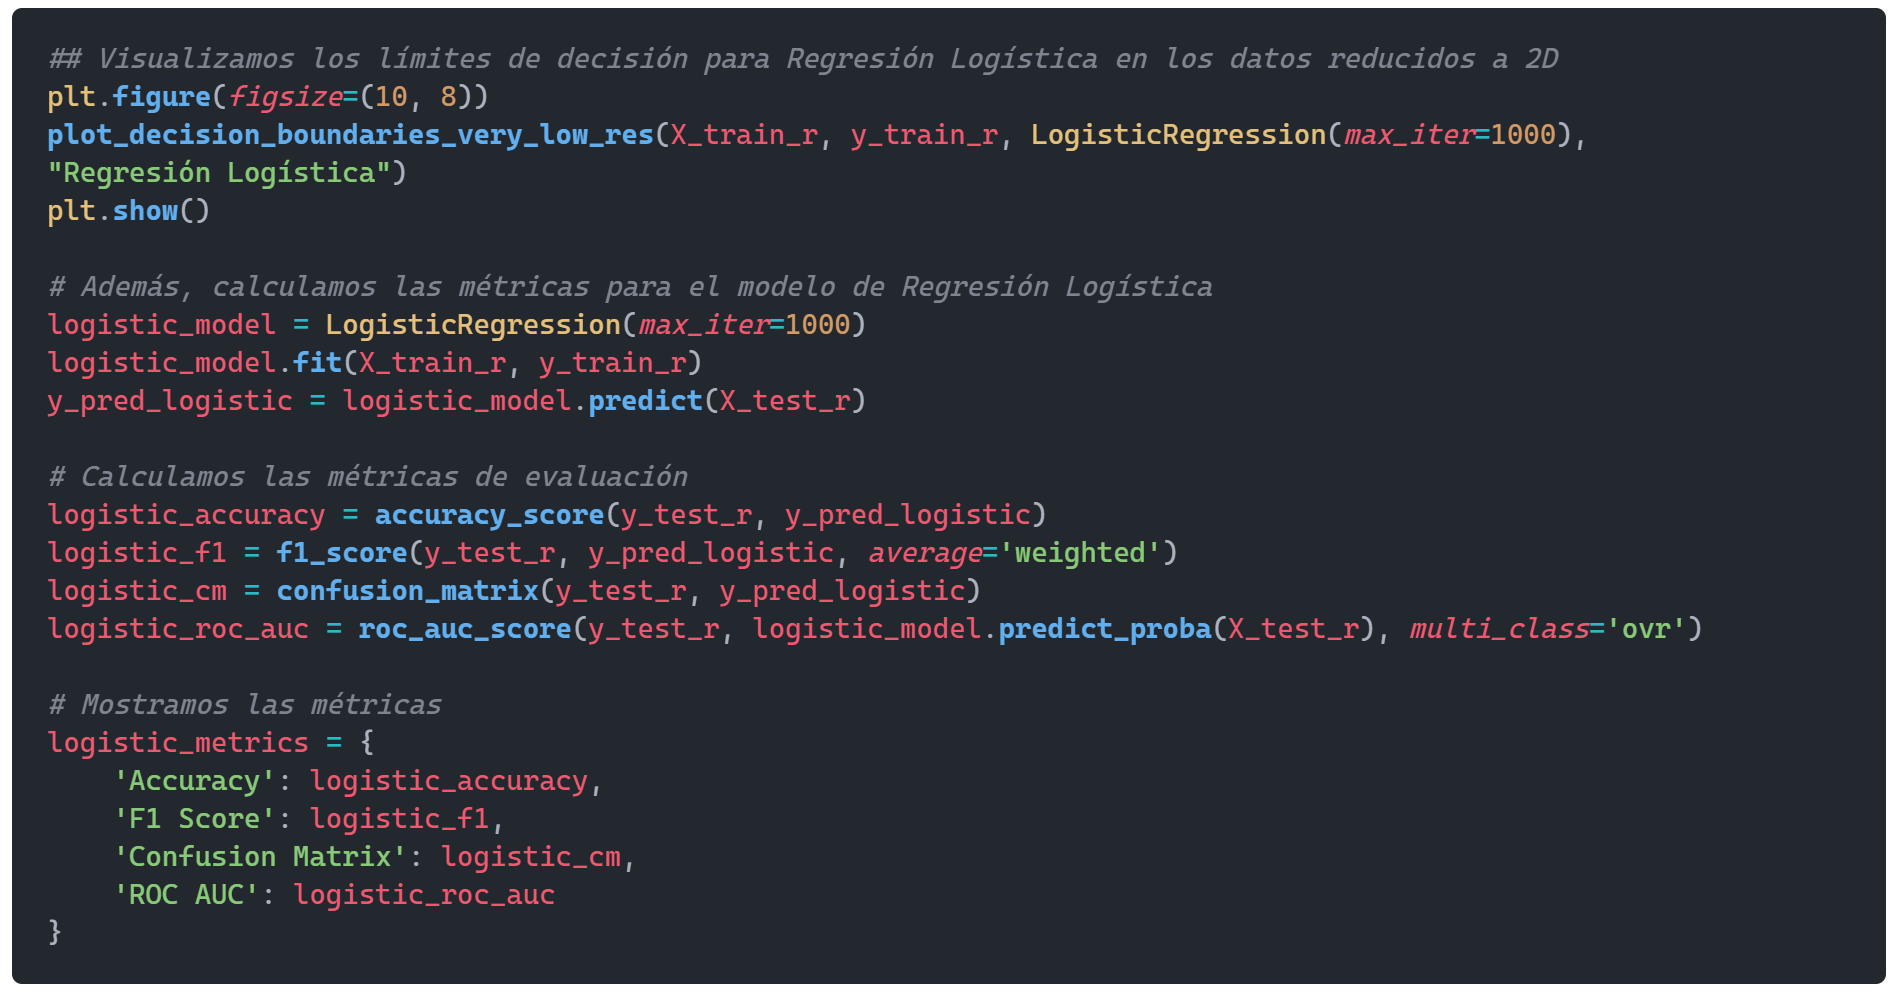 ## Visualizamos los límites de decisión para Regresión Logística en los datos reducidos a 2D
plt.figure(figsize=(10, 8))
plot_decision_boundaries_very_low_res(X_train_r, y_train_r, LogisticRegression(max_iter=1000),
"Regresión Logística")
plt.show()

# Además, calculamos las métricas para el modelo de Regresión Logística
logistic_model = LogisticRegression(max_iter=1000)
logistic_model.fit(X_train_r, y_train_r)
y_pred_logistic = logistic_model.predict(X_test_r)

# Calculamos las métricas de evaluación
logistic_accuracy = accuracy_score(y_test_r, y_pred_logistic)
logistic_f1 = f1_score(y_test_r, y_pred_logistic, average='weighted')
logistic_cm = confusion_matrix(y_test_r, y_pred_logistic)
logistic_roc_auc = roc_auc_score(y_test_r, logistic_model.predict_proba(X_test_r), multi_class='ovr')

# Mostramos las métricas
logistic_metrics = {
    'Accuracy': logistic_accuracy,
    'F1 Score': logistic_f1,
    'Confusion Matrix': logistic_cm,
    'ROC AUC': logistic_roc_auc
}